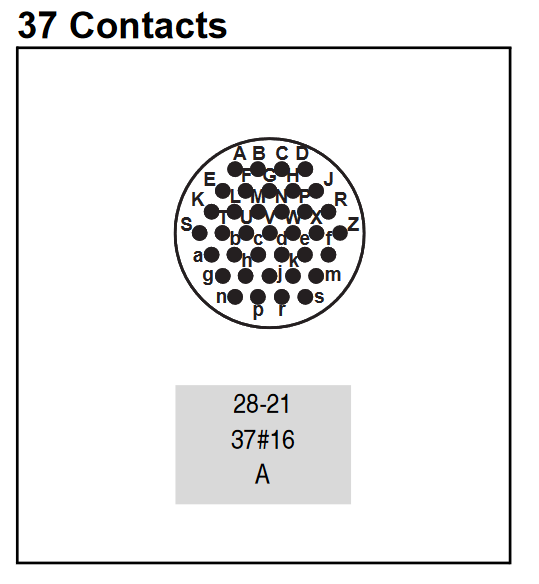 37 Contacts
A B C D
E F G H J
K L M N P R
S T U V W X Z
a b c d e f
g h j k m
n p r s
28-21
37#16
A